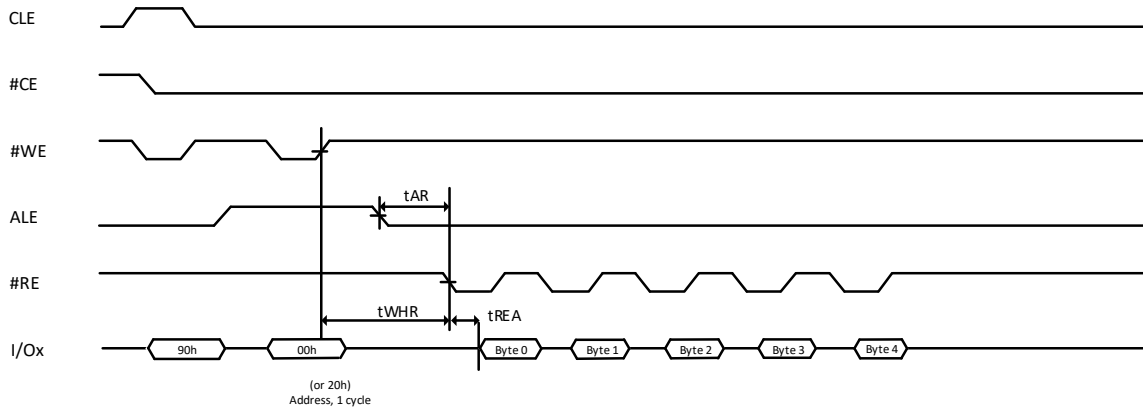 CLE
#CE
#WE
ALE
tAR
#RE
tWHR
tREA
I/Ox
90h
00h
Byte 0
Byte 1
Byte 2
Byte 3
Byte 4
(or 20h)
Address, 1 cycle